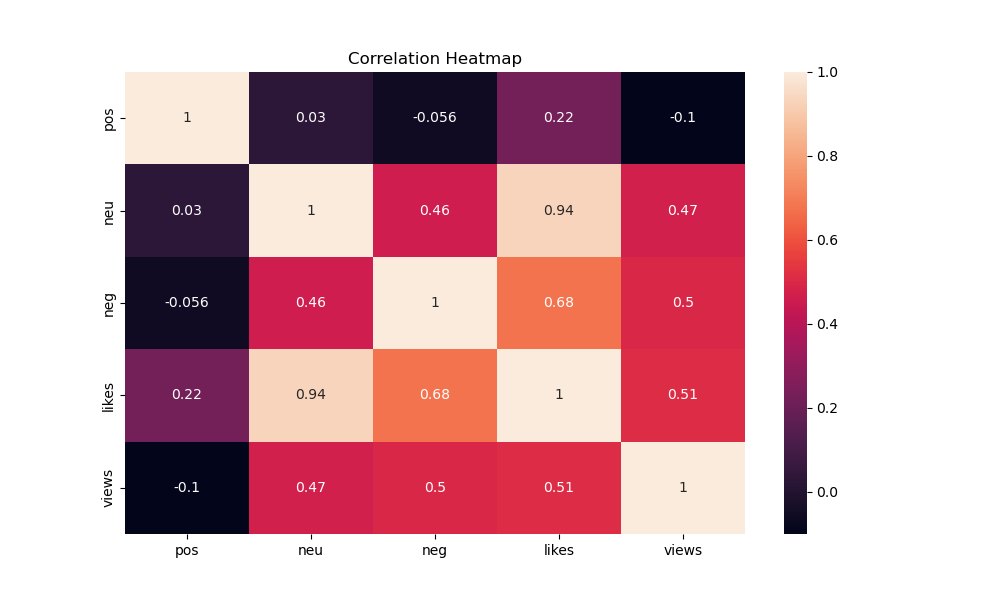 Correlation Heatmap
pos 1 0.03 -0.056 0.22 -0.1
neu 0.03 1 0.46 0.94 0.47
neg -0.056 0.46 1 0.68 0.5
likes 0.22 0.94 0.68 1 0.51
views -0.1 0.47 0.5 0.51 1
pos neu neg likes views
1.0
0.8
0.6
0.4
0.2
0.0